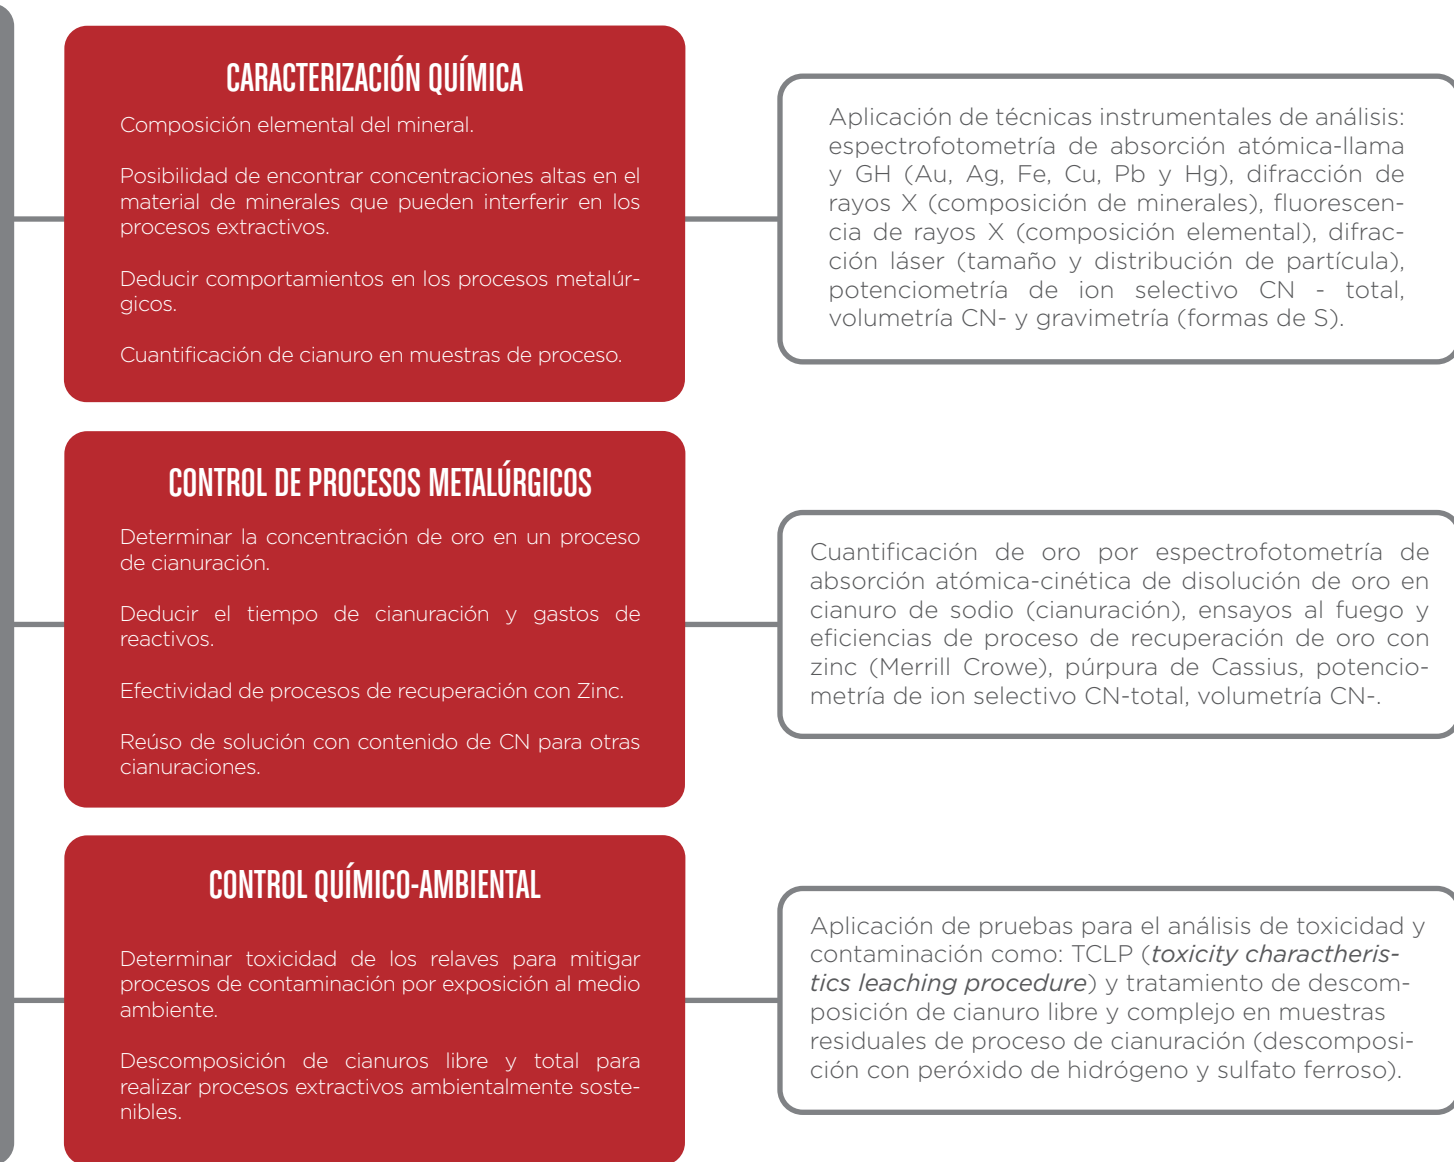 CARACTERIZACIÓN QUÍMICA
Composición elemental del mineral.
Posibilidad de encontrar concentraciones altas en el
material de minerales que pueden interferir en los
procesos extractivos.
Deducir comportamientos en los procesos metalúr-
gicos.
Cuantificación de cianuro en muestras de proceso.
Aplicación de técnicas instrumentales de análisis:
espectrofotometría de absorción atómica-llama
y GH (Au, Ag, Fe, Cu, Pb y Hg), difracción de
rayos X (composición de minerales), fluorescen-
cia de rayos X (composición elemental), difrac-
ción láser (tamaño y distribución de partícula),
potenciometría de ion selectivo CN - total,
volumetría CN- y gravimetría (formas de S).
CONTROL DE PROCESOS METALÚRGICOS
Determinar la concentración de oro en un proceso
de cianuración.
Deducir el tiempo de cianuración y gastos de
reactivos.
Efectividad de procesos de recuperación con Zinc.
Reúso de solución con contenido de CN para otras
cianuraciones.
Cuantificación de oro por espectrofotometría de
absorción atómica-cinética de disolución de oro en
cianuro de sodio (cianuración), ensayos al fuego y
eficiencias de proceso de recuperación de oro con
zinc (Merrill Crowe), púrpura de Cassius, potencio-
metría de ion selectivo CN-total, volumetría CN-.
CONTROL QUÍMICO-AMBIENTAL
Determinar toxicidad de los relaves para mitigar
procesos de contaminación por exposición al medio
ambiente.
Descomposición de cianuros libre y total para
realizar procesos extractivos ambientalmente soste-
nibles.
Aplicación de pruebas para el análisis de toxicidad y
contaminación como: TCLP (toxicity charactheris-
tics leaching procedure) y tratamiento de descom-
posición de cianuro libre y complejo en muestras
residuales de proceso de cianuración (descomposi-
ción con peróxido de hidrógeno y sulfato ferroso).